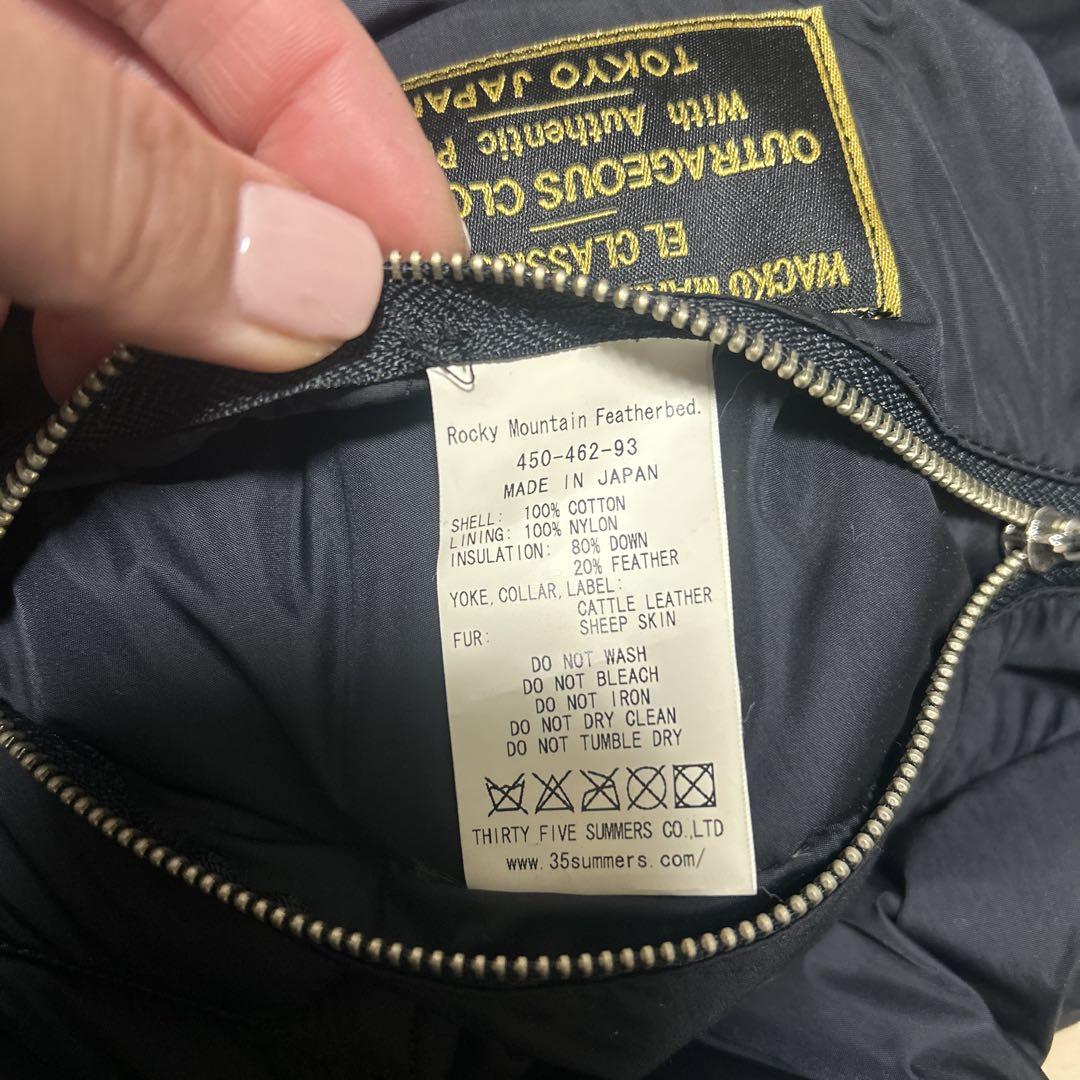 WACKO
EL CLASSICO
OUTRAGEOUS
With Authentic
TOKYO JAPAN
Rocky Mountain Featherbed.
450-462-93
MADE IN JAPAN
SHELL: 100% COTTON
LINING: 100% NYLON
INSULATION: 80% DOWN
20% FEATHER
YOKE, COLLAR, LABEL:
CATTLE LEATHER
FUR: SHEEP SKIN
DO NOT WASH
DO NOT BLEACH
DO NOT IRON
DO NOT DRY CLEAN
DO NOT TUMBLE DRY
THIRTY FIVE SUMMERS CO.,LTD
www.35summers.com/